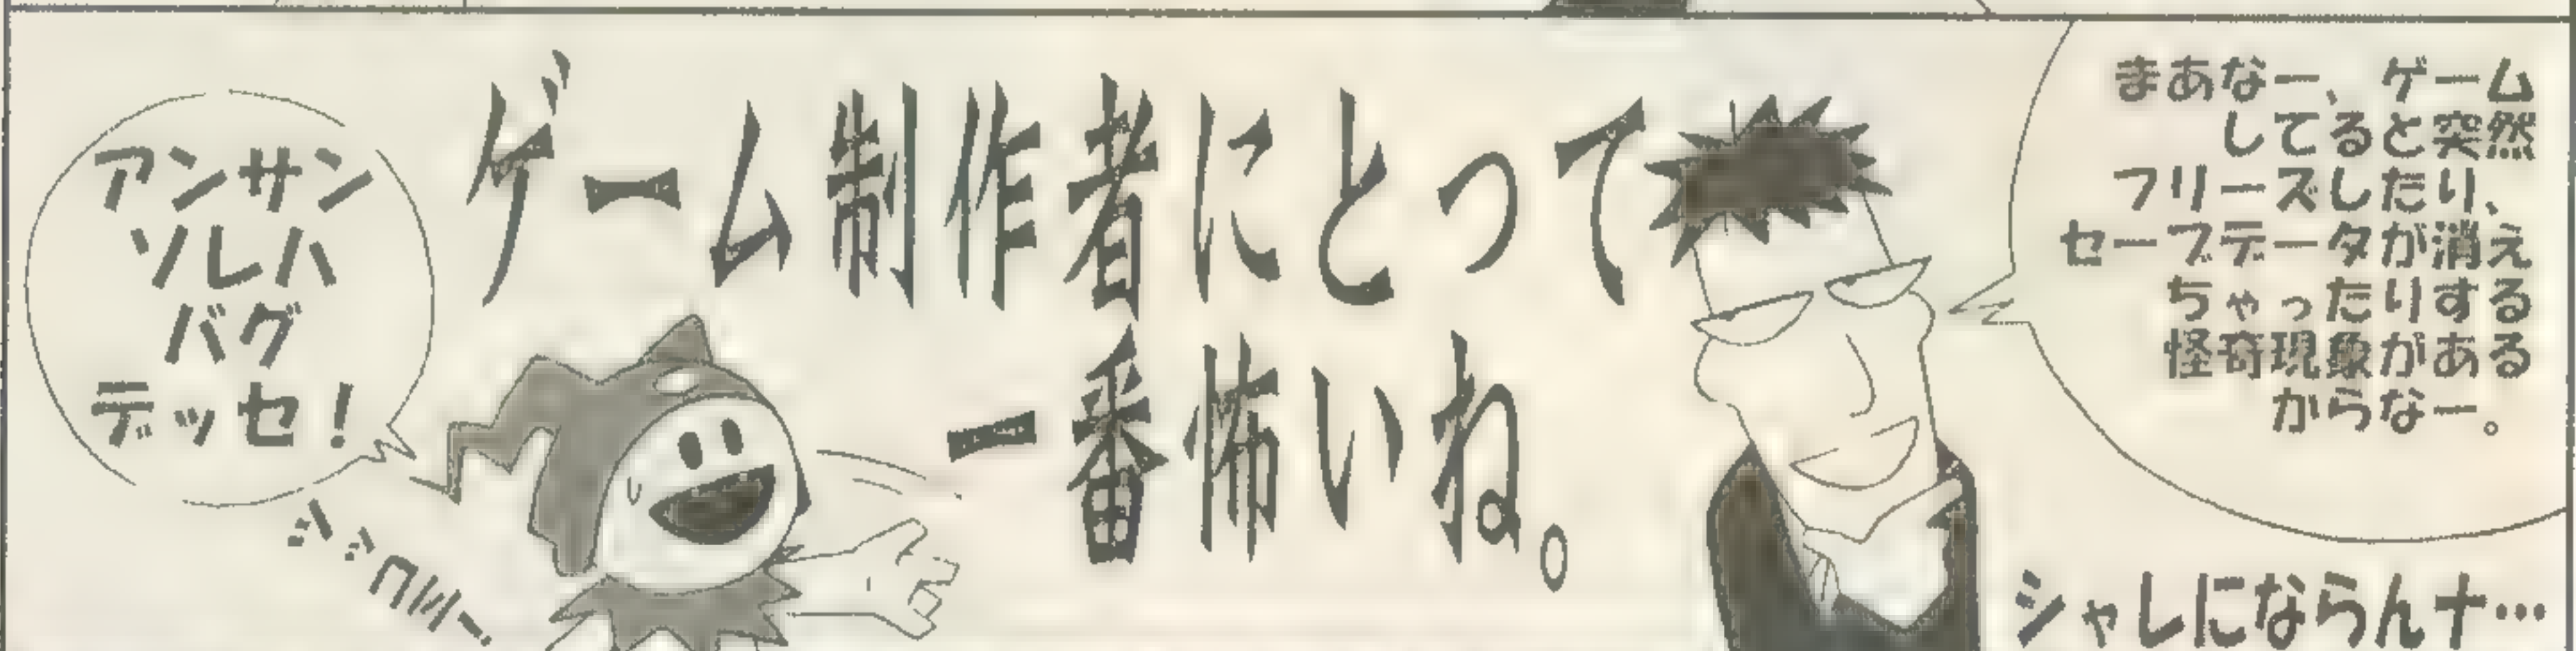 まあなー、ゲーム
してると突然
フリーズしたり、
セーブデータが消え
ちゃったりする
怪奇現象がある
からなー。
ゲーム制作者にとって
一番怖いね。
アンサン
ソレハ
バグ
デッセ!
シャレにならんナ…